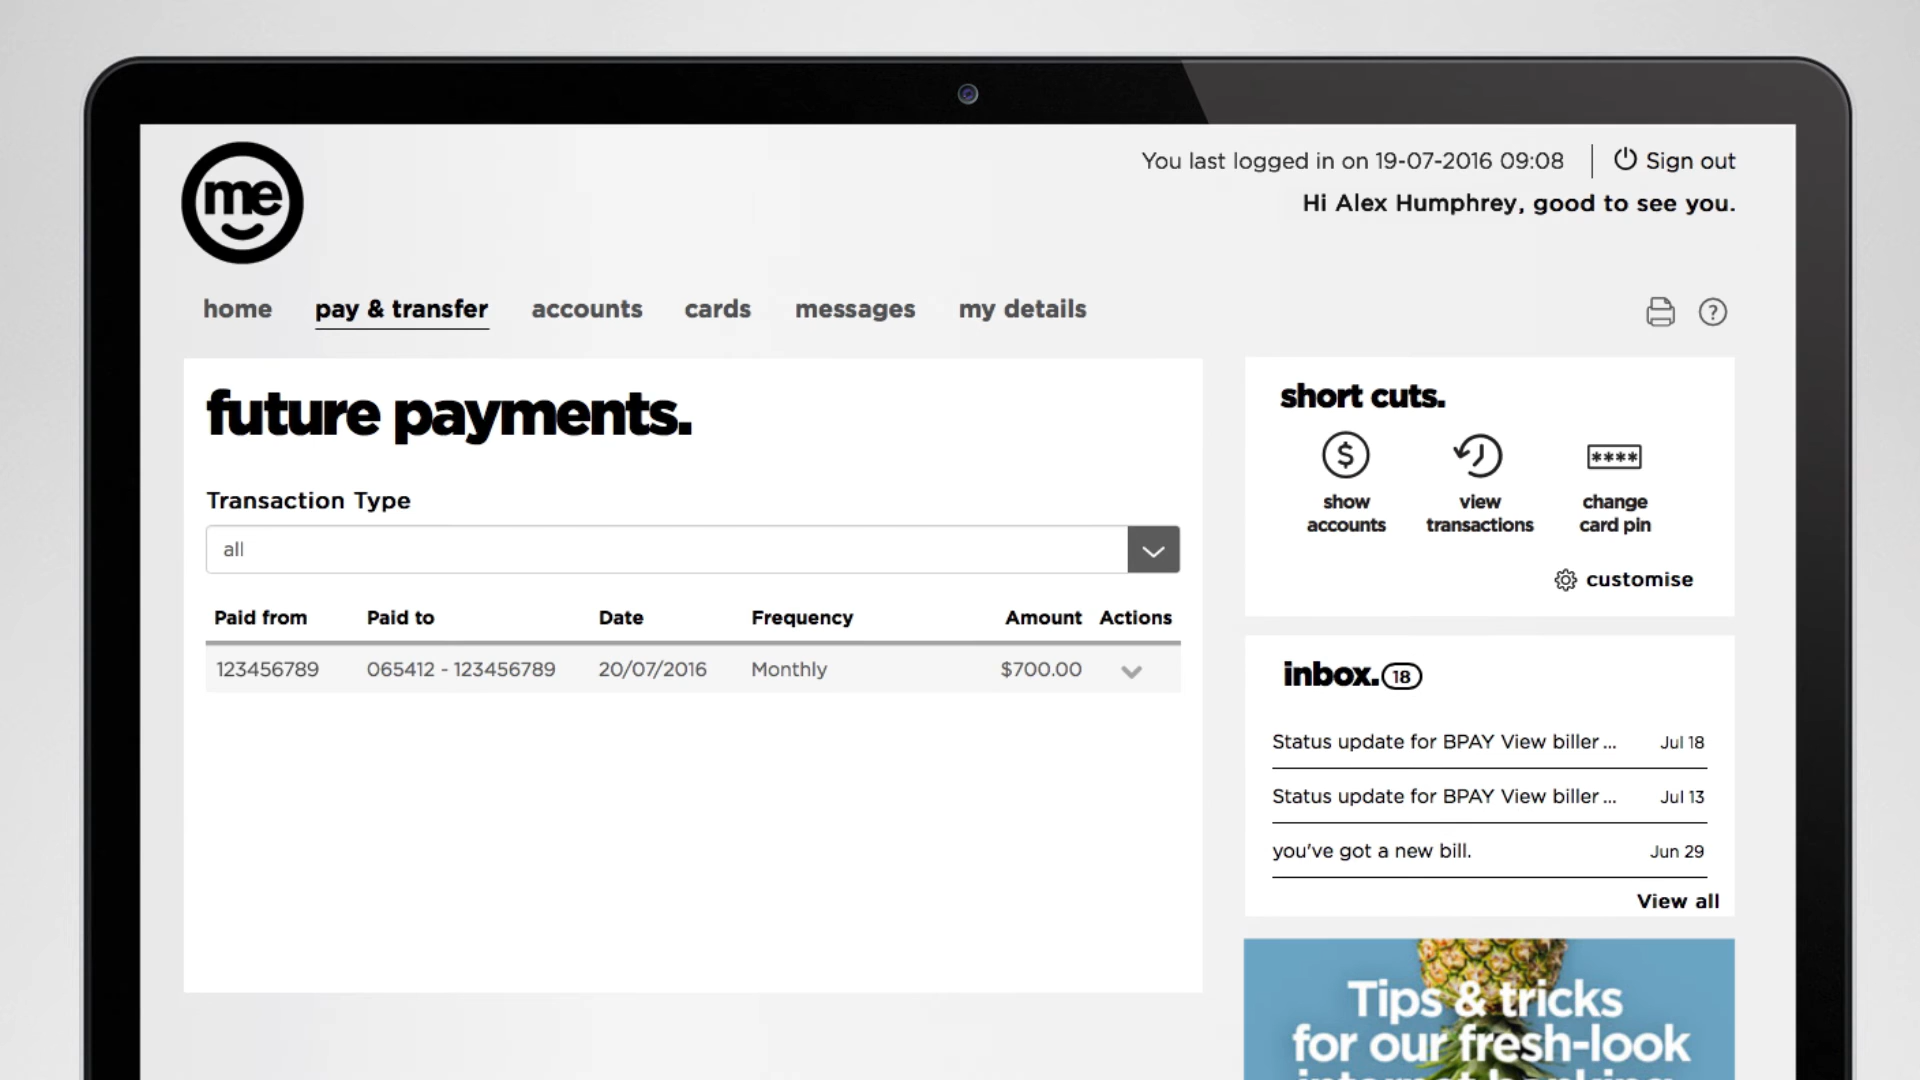 me
You last logged in on 19-07-2016 09:08
Sign out
Hi Alex Humphrey, good to see you.
home pay & transfer accounts cards messages my details
?
future payments.
Transaction Type
all
Paid from Paid to Date Frequency Amount Actions
123456789 065412 - 123456789 20/07/2016 Monthly $700.00
short cuts.
$ ****
show accounts
view transactions
change card pin
customise
inbox. 18
Status update for BPAY View biller ... Jul 18
Status update for BPAY View biller ... Jul 13
you've got a new bill. Jun 29
View all
Tips & tricks
for our fresh-look
internet banking